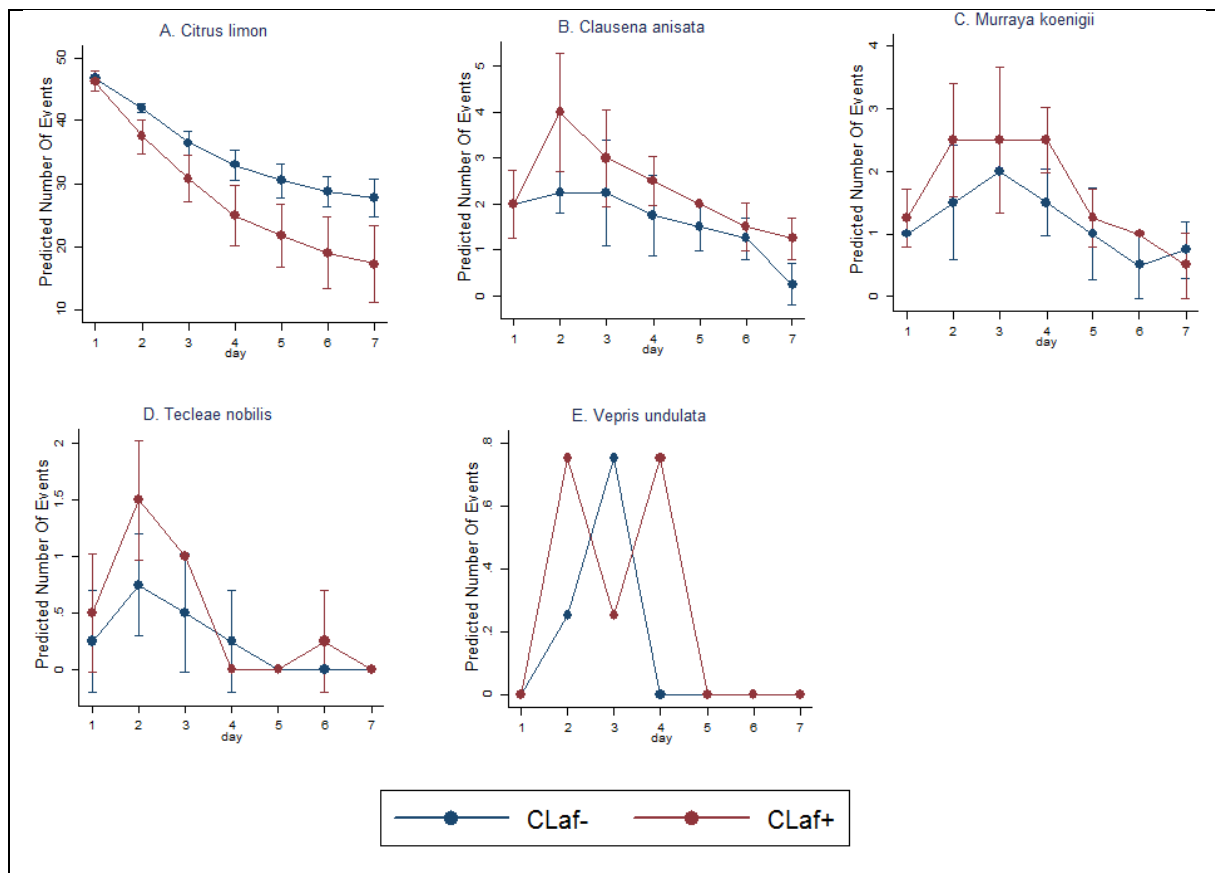 A. Citrus limon
Predicted Number Of Events
50
40
30
20
10
1 2 3 4 5 6 7
day
B. Clausena anisata
Predicted Number Of Events
5
4
3
2
1
0
1 2 3 4 5 6 7
day
C. Murraya koenigii
Predicted Number Of Events
4
3
2
1
0
1 2 3 4 5 6 7
day
D. Tecleae nobilis
Predicted Number Of Events
2
1.5
1
.5
0
1 2 3 4 5 6 7
day
E. Vepris undulata
Predicted Number Of Events
.8
.6
.4
.2
0
1 2 3 4 5 6 7
day
CLaf- CLaf+